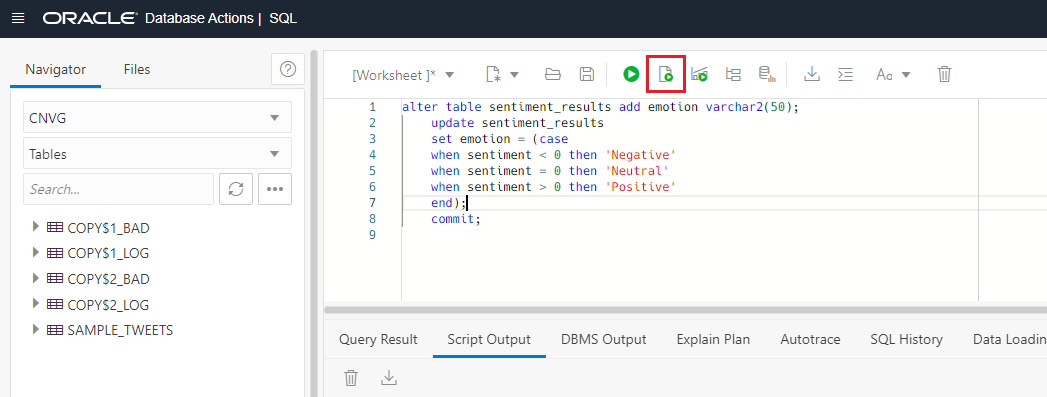 ORACLE Database Actions | SQL
Navigator Files
CNVG
Tables
Search...
COPY$1_BAD
COPY$1_LOG
COPY$2_BAD
COPY$2_LOG
SAMPLE_TWEETS
[Worksheet ]* Aa
1 alter table sentiment_results add emotion varchar2(50);
2 update sentiment_results
3 set emotion = (case
4 when sentiment < 0 then 'Negative'
5 when sentiment = 0 then 'Neutral'
6 when sentiment > 0 then 'Positive'
7 end);
8 commit;
9
Query Result Script Output DBMS Output Explain Plan Autotrace SQL History Data Loadin